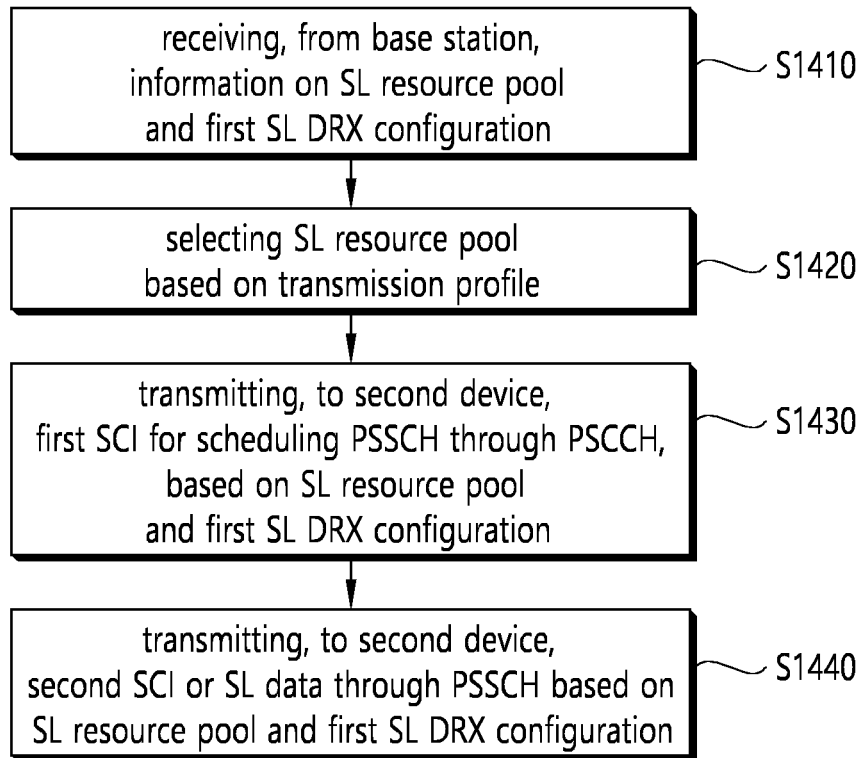 receiving, from base station,
information on SL resource pool
and first SL DRX configuration
S1410
selecting SL resource pool
based on transmission profile
S1420
transmitting, to second device,
first SCI for scheduling PSSCH through PSCCH,
based on SL resource pool
and first SL DRX configuration
S1430
transmitting, to second device,
second SCI or SL data through PSSCH based on
SL resource pool and first SL DRX configuration
S1440